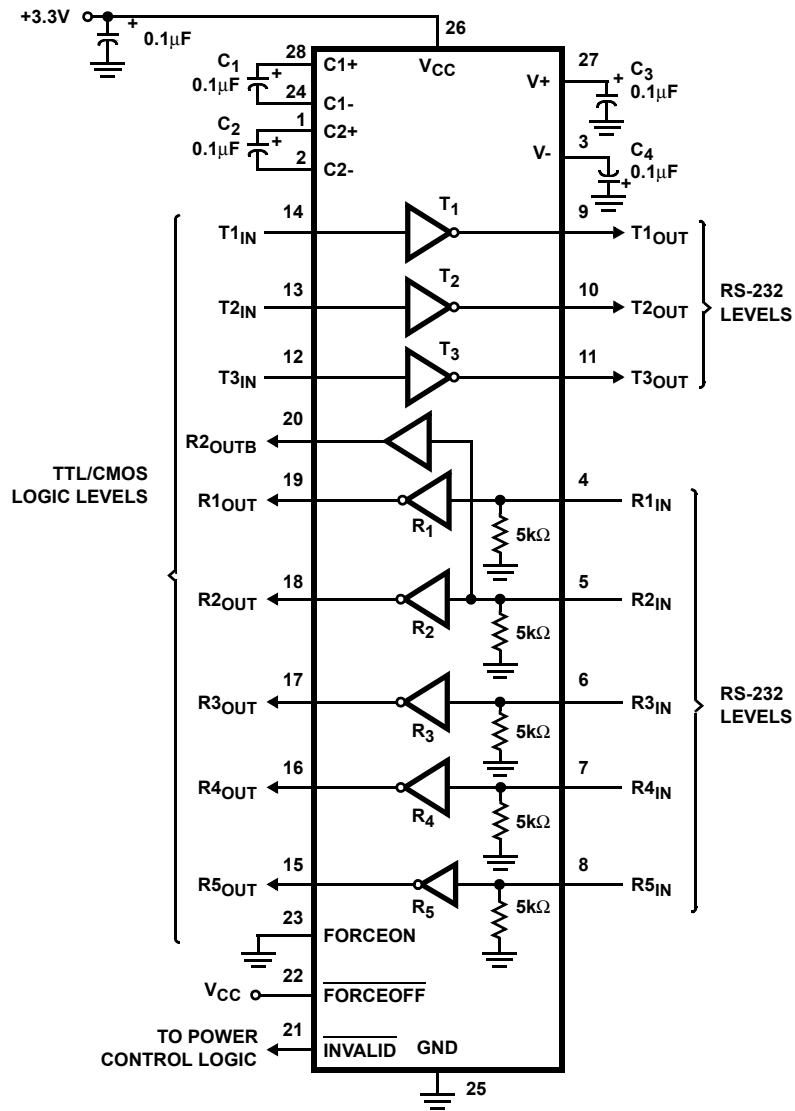 +3.3V
+
0.1μF
26
VCC
C1
0.1μF
+
28
C1+
24
C1-
C2
0.1μF
+
1
C2+
2
C2-
27
V+
+
C3
0.1μF
3
V-
C4
0.1μF
+
T1IN
14
T1
9
T1OUT
T2IN
13
T2
10
T2OUT
T3IN
12
T3
11
T3OUT
RS-232
LEVELS
TTL/CMOS
LOGIC LEVELS
R2OUTB
20
R1OUT
19
R1
5kΩ
4
R1IN
R2OUT
18
R2
5kΩ
5
R2IN
R3OUT
17
R3
5kΩ
6
R3IN
R4OUT
16
R4
5kΩ
7
R4IN
R5OUT
15
R5
5kΩ
8
R5IN
RS-232
LEVELS
23
FORCEON
VCC
22
FORCEOFF
TO POWER
CONTROL LOGIC
21
INVALID
GND
25